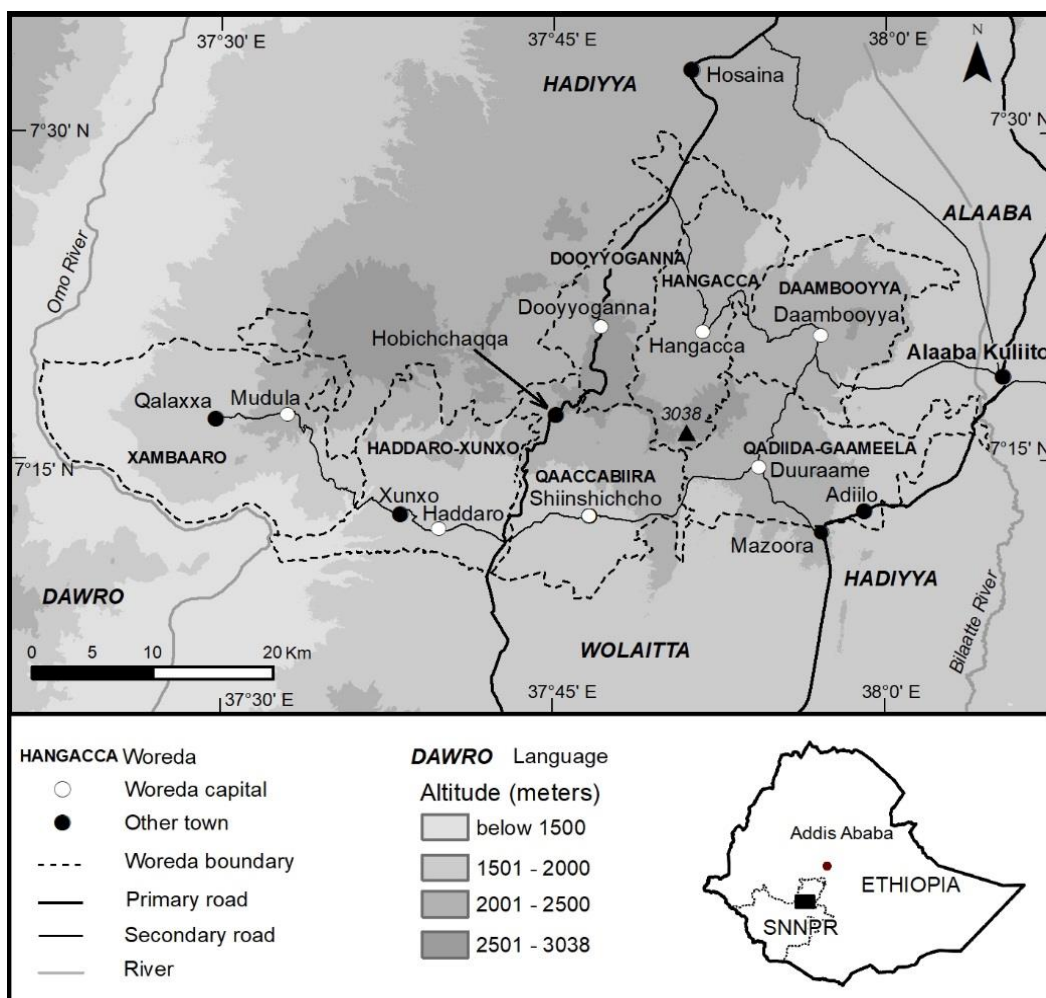 37°30' E
37°45' E
38°0' E
N
HADIYYA
Hosaina
7°30' N
7°30' N
ALAABA
Omo River
DOOYYOGANNA
HANGACCA
DAAMBOOYYA
Dooyyoganna
Daambooyya
Hobichchaqqa
Hangacca
Alaaba Kuliito
Qalaxxa
Mudula
3038
HADDARO-XUNXO
QADIIDA-GAAMEELA
XAMBAARO
7°15' N
7°15' N
QAACCABIIRA
Duuraame
Xunxo
Haddaro
Shiinshichcho
Adiilo
Mazoora
HADIYYA
DAWRO
WOLAITTA
Bilaatte River
0 5 10 20 Km
37°30' E
37°45' E
38°0' E
HANGACCA Woreda
Woreda capital
Other town
Woreda boundary
Primary road
Secondary road
River
DAWRO Language
Altitude (meters)
below 1500
1501 - 2000
2001 - 2500
2501 - 3038
Addis Ababa
ETHIOPIA
SNNPR